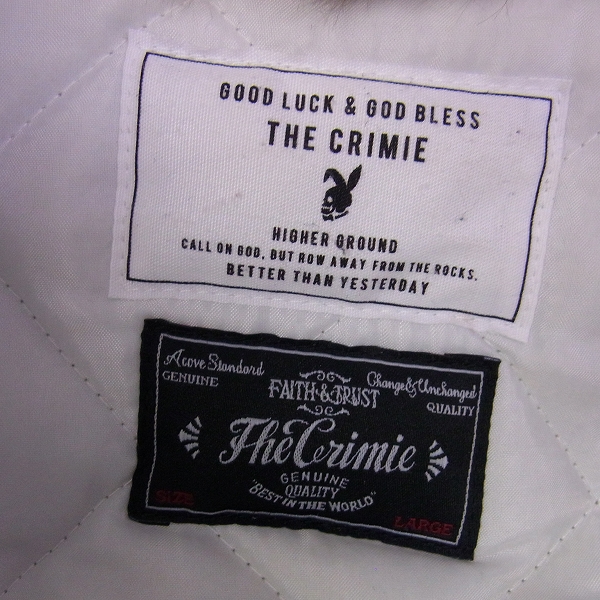 GOOD LUCK & GOD BLESS
THE CRIMIE
HIGHER GROUND
CALL ON GOD, BUT ROW AWAY FROM THE ROCKS.
BETTER THAN YESTERDAY
Acove Standard
GENUINE
FAITH & TRUST
Change & Unchanged
QUALITY
The Crimie
GENUINE
QUALITY
"BEST IN THE WORLD"
SIZE
LARGE